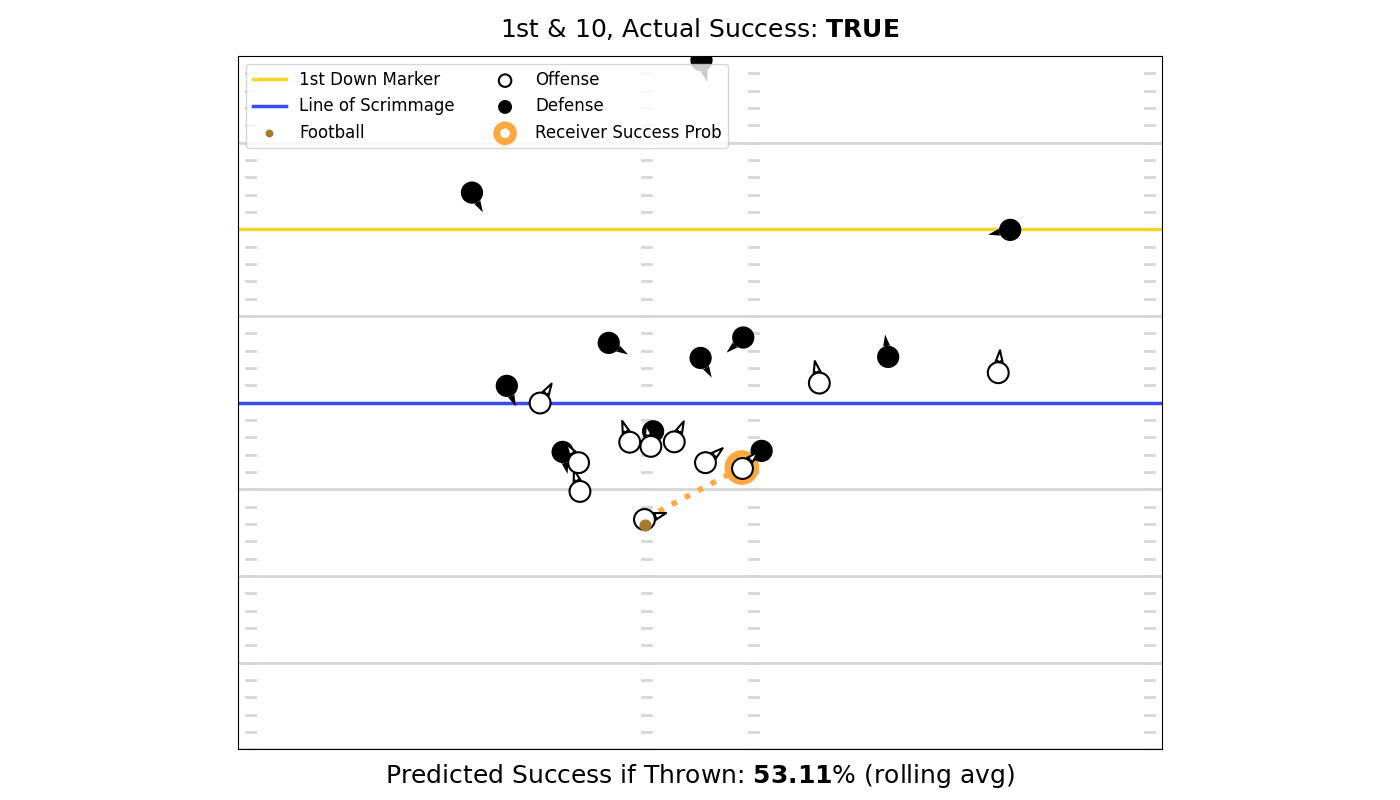 1st & 10, Actual Success: TRUE
1st Down Marker
Line of Scrimmage
Football
Offense
Defense
Receiver Success Prob
Predicted Success if Thrown: 53.11% (rolling avg)